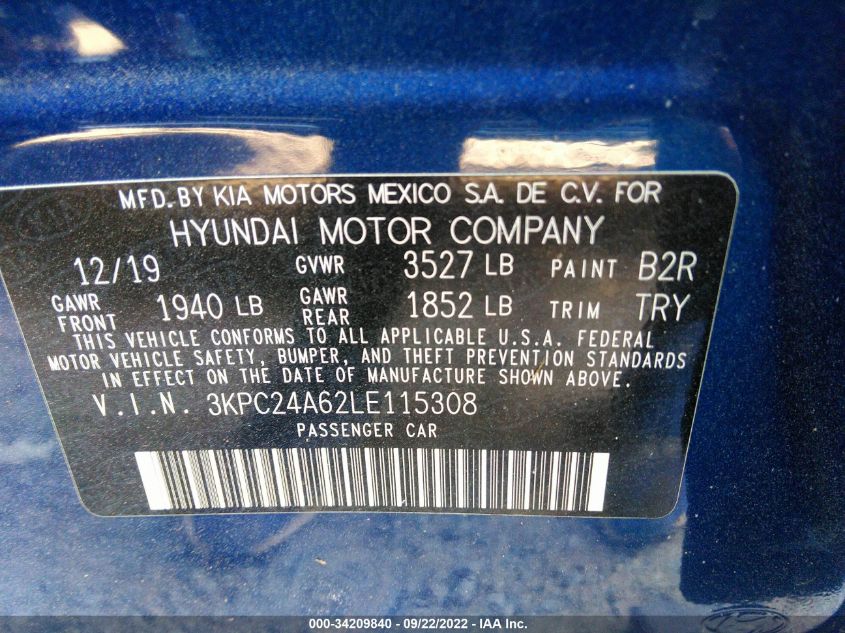 MFD. BY KIA MOTORS MEXICO S.A. DE C.V. FOR
HYUNDAI MOTOR COMPANY
12/19 GVWR 3527 LB PAINT B2R
GAWR FRONT 1940 LB GAWR REAR 1852 LB TRIM TRY
THIS VEHICLE CONFORMS TO ALL APPLICABLE U.S.A. FEDERAL
MOTOR VEHICLE SAFETY, BUMPER, AND THEFT PREVENTION STANDARDS
IN EFFECT ON THE DATE OF MANUFACTURE SHOWN ABOVE.
V.I.N. 3KPC24A62LE115308
PASSENGER CAR
000-34209840 - 09/22/2022 - IAA Inc.